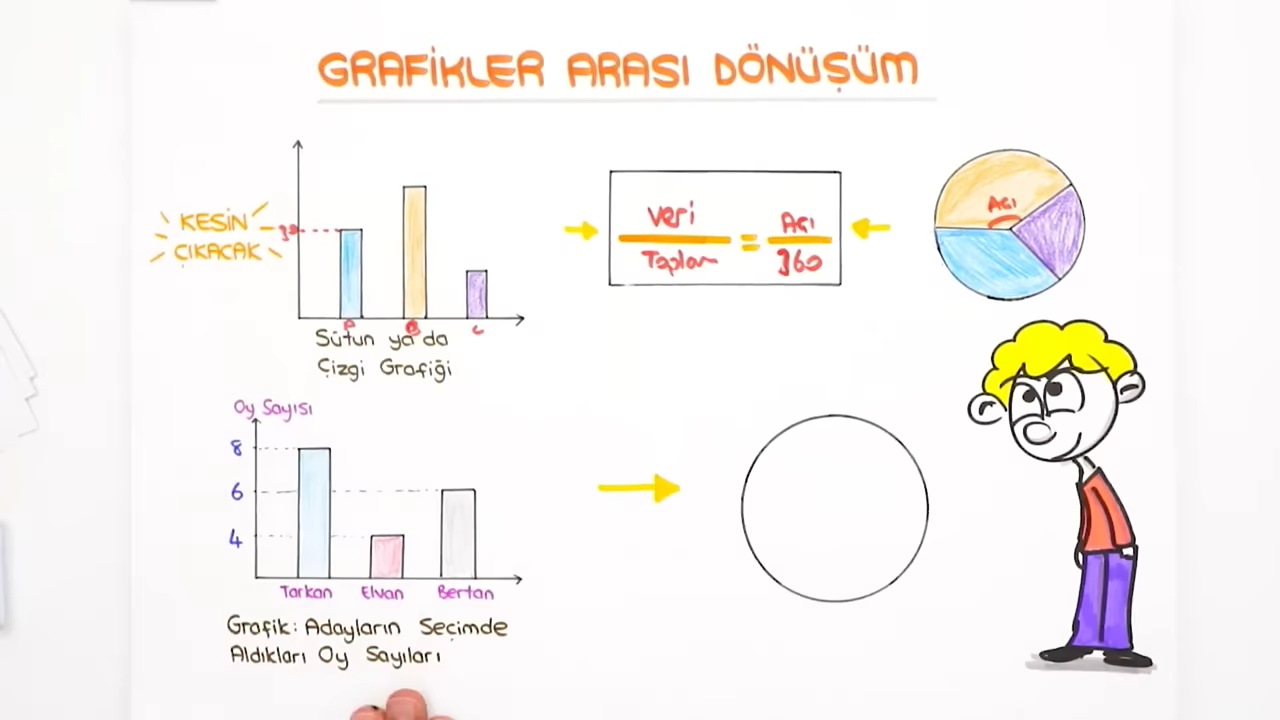 GRAFİKLER ARASI DÖNÜŞÜM
KESİN
ÇIKACAK
30
A
B
C
Sütun ya da
Çizgi Grafiği
Veri
Toplam
=
Açı
360
Açı
Oy Sayısı
8
6
4
Tarkan Elvan Bertan
Grafik: Adayların Seçimde
Aldıkları Oy Sayıları